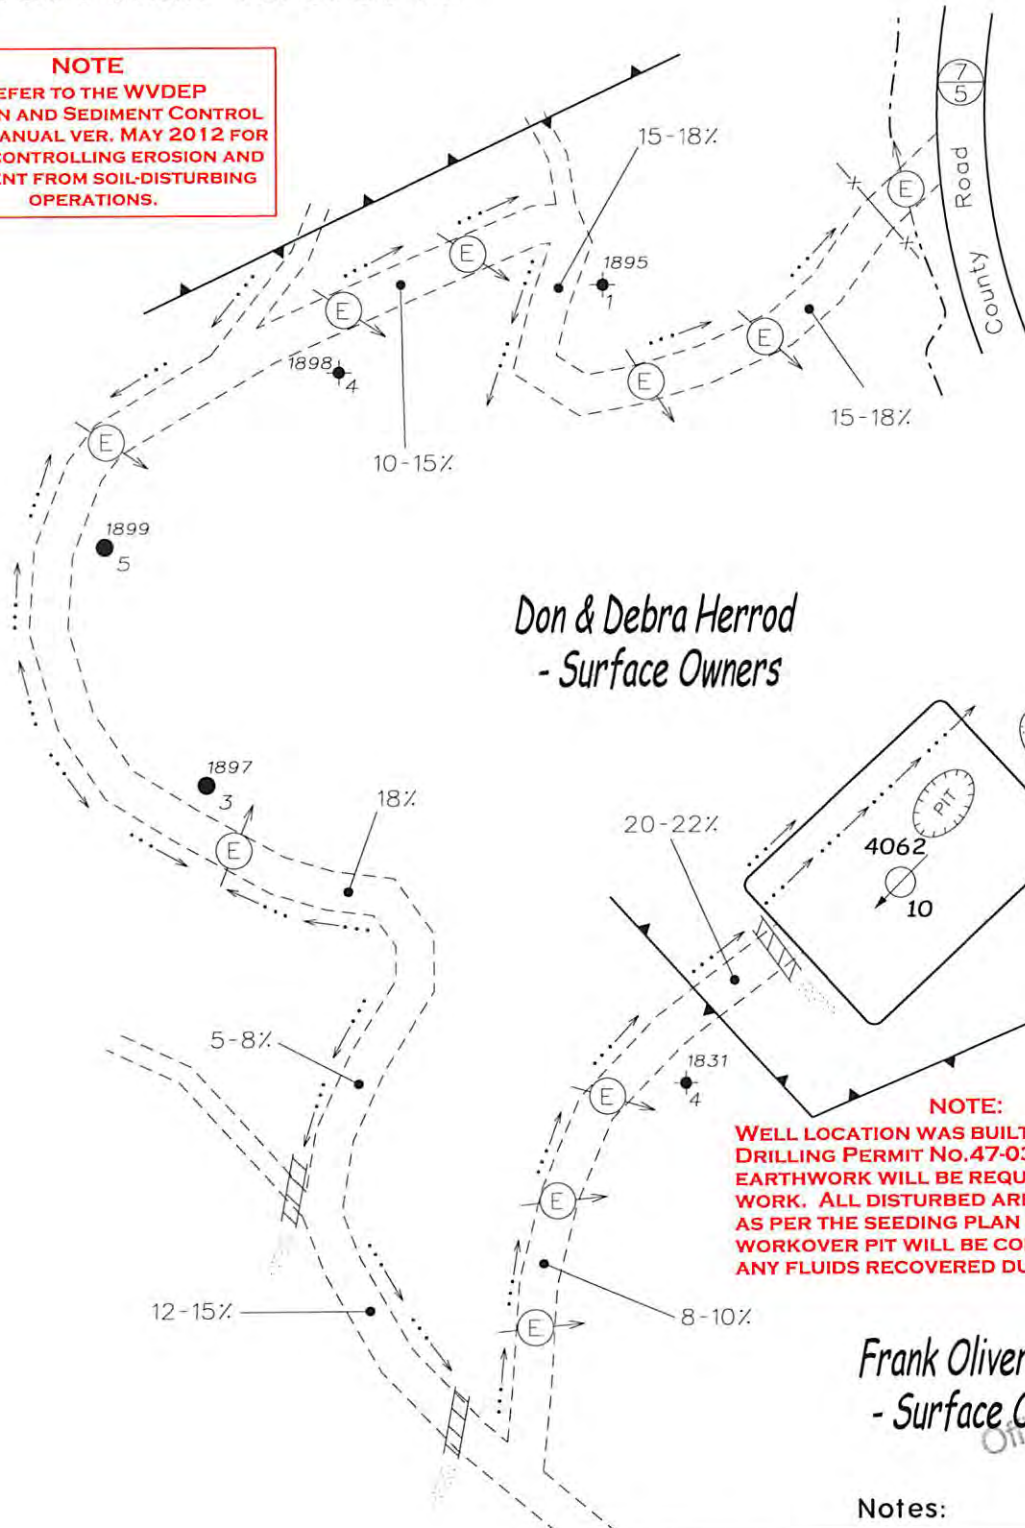 NOTE
EFER TO THE WVDEP
N AND SEDIMENT CONTROL
ANUAL VER. MAY 2012 FOR
CONTROLLING EROSION AND
ENT FROM SOIL-DISTURBING
OPERATIONS.
7
5
County Road
15-18%
E
E
E
1895
1
1898
4
E
E
E
15-18%
10-15%
1899
5
Don & Debra Herrod
- Surface Owners
1897
3
18%
E
20-22%
PIT
4062
10
5-8%
1831
4
E
NOTE:
WELL LOCATION WAS BUILT
DRILLING PERMIT No.47-03
EARTHWORK WILL BE REQU
WORK. ALL DISTURBED ARE
AS PER THE SEEDING PLAN
WORKOVER PIT WILL BE CO
ANY FLUIDS RECOVERED DU
E
12-15%
8-10%
E
Frank Oliver
- Surface O
Notes: